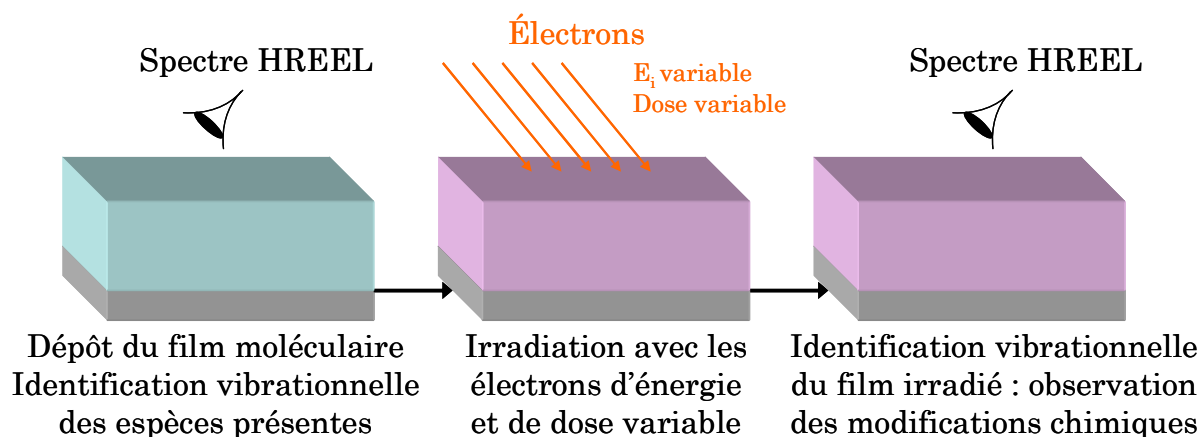 Électrons
Spectre HREEL
E_i variable
Dose variable
Spectre HREEL
Dépôt du film moléculaire
Identification vibrationnelle
des espèces présentes
Irradiation avec les
électrons d’énergie
et de dose variable
Identification vibrationnelle
du film irradié : observation
des modifications chimiques